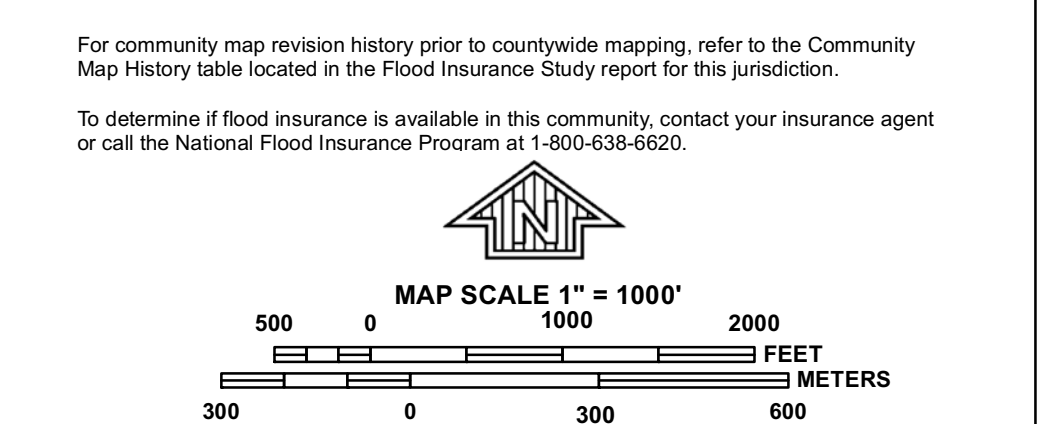 For community map revision history prior to countywide mapping, refer to the Community
Map History table located in the Flood Insurance Study report for this jurisdiction.
To determine if flood insurance is available in this community, contact your insurance agent
or call the National Flood Insurance Program at 1-800-638-6620.
N
MAP SCALE 1" = 1000'
500 0 1000 2000
FEET
METERS
300 0 300 600